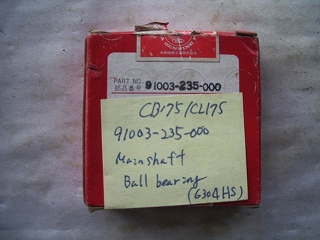 PART NO.
部品番号 91003-235-000
CB175/CL175
91003-235-000
Mainshaft
Ball bearing
(6304HS)